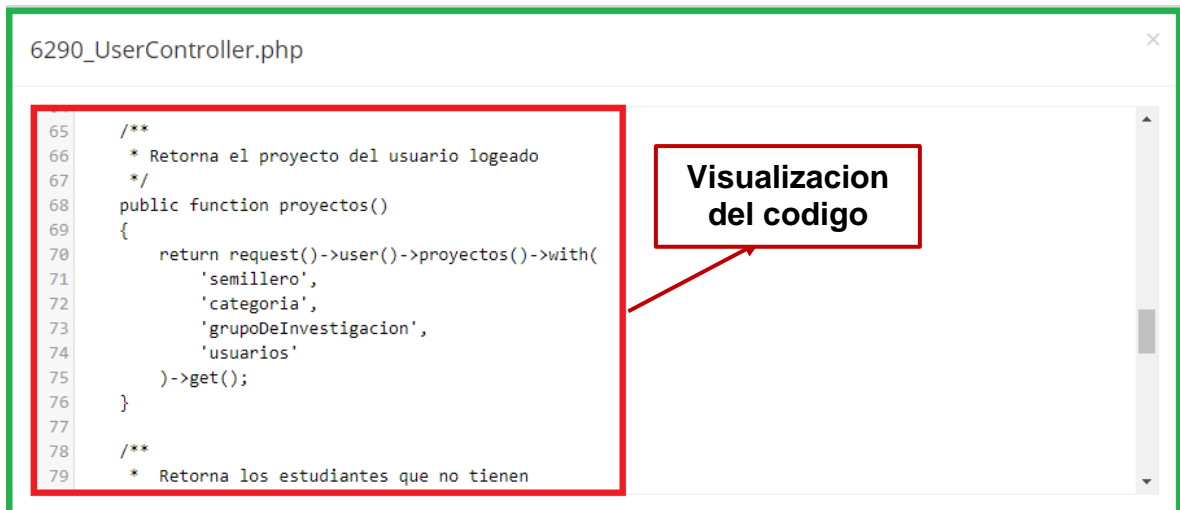 6290_UserController.php
×
65 /**
66 * Retorna el proyecto del usuario logeado
67 */
68 public function proyectos()
69 {
70 return request()->user()->proyectos()->with(
71 'semillero',
72 'categoria',
73 'grupoDeInvestigacion',
74 'usuarios'
75 )->get();
76 }
77
78 /**
79 * Retorna los estudiantes que no tienen
Visualizacion
del codigo